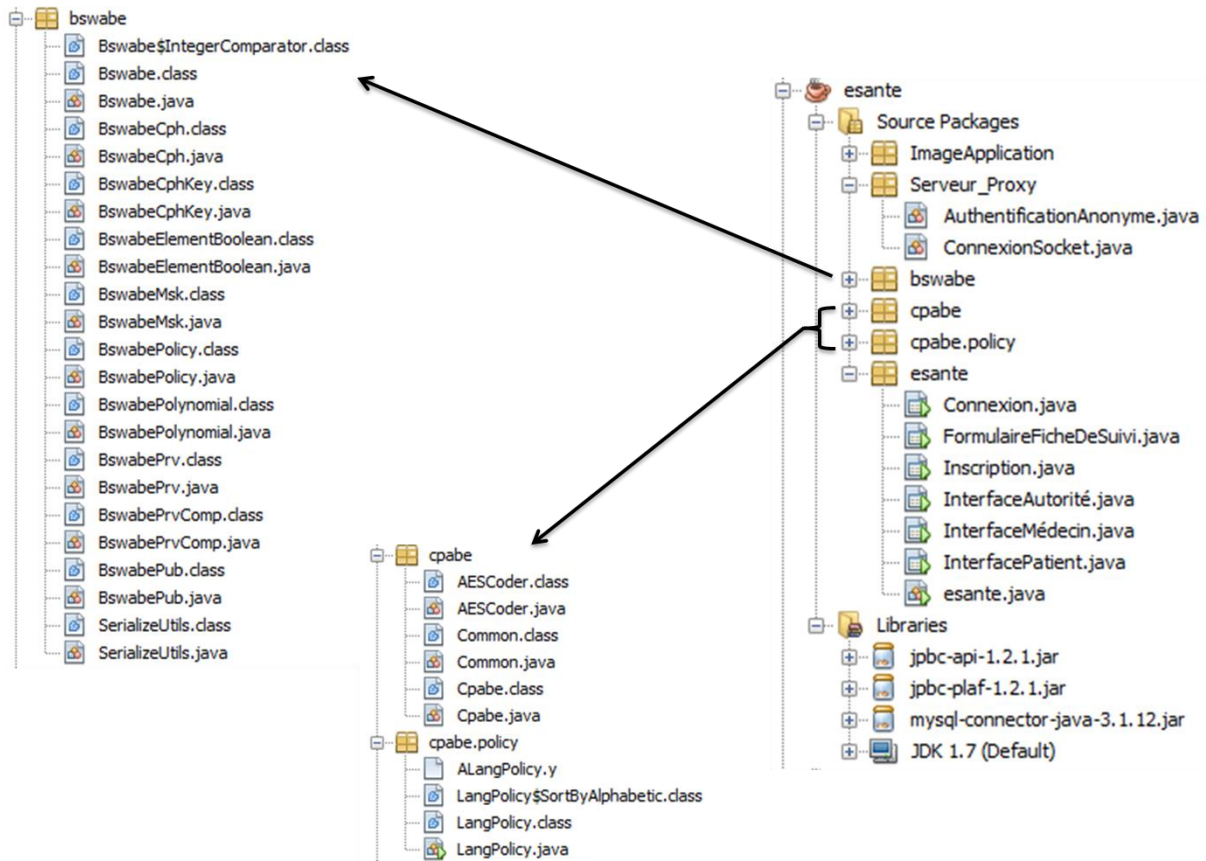 bswabe
Bswabe$IntegerComparator.class
Bswabe.class
Bswabe.java
BswabeCph.class
BswabeCph.java
BswabeCphKey.class
BswabeCphKey.java
BswabeElementBoolean.class
BswabeElementBoolean.java
BswabeMsk.class
BswabeMsk.java
BswabePolicy.class
BswabePolicy.java
BswabePolynomial.class
BswabePolynomial.java
BswabePrv.class
BswabePrv.java
BswabePrvComp.class
BswabePrvComp.java
BswabePub.class
BswabePub.java
SerializeUtils.class
SerializeUtils.java
cpabe
AESCoder.class
AESCoder.java
Common.class
Common.java
Cpabe.class
Cpabe.java
cpabe.policy
ALangPolicy.y
LangPolicy$SortByAlphabetic.class
LangPolicy.class
LangPolicy.java
esante
Source Packages
ImageApplication
Serveur_Proxy
AuthentificationAnonyme.java
ConnexionSocket.java
bswabe
cpabe
cpabe.policy
esante
Connexion.java
FormulaireFicheDeSuivi.java
Inscription.java
InterfaceAutorité.java
InterfaceMédecin.java
InterfacePatient.java
esante.java
Libraries
jpbc-api-1.2.1.jar
jpbc-plaf-1.2.1.jar
mysql-connector-java-3.1.12.jar
JDK 1.7 (Default)